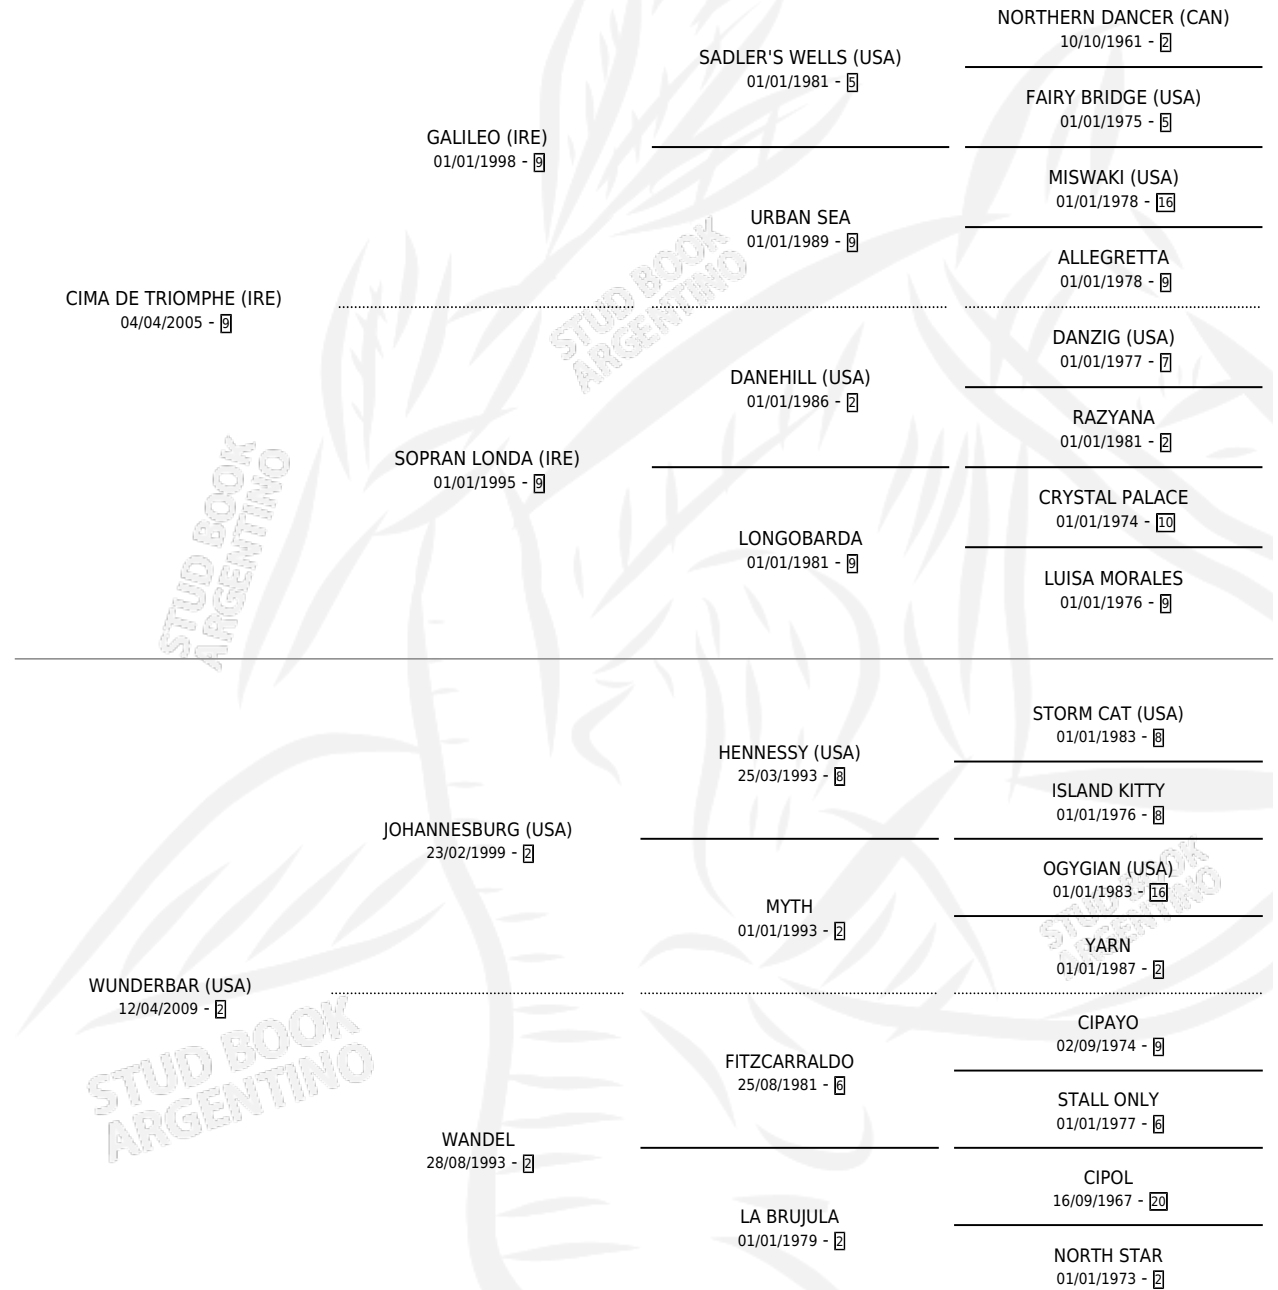 NORTHERN DANCER (CAN)
10/10/1961 - 2
SADLER'S WELLS (USA)
01/01/1981 - 5
FAIRY BRIDGE (USA)
01/01/1975 - 5
GALILEO (IRE)
01/01/1998 - 9
MISWAKI (USA)
01/01/1978 - 16
URBAN SEA
01/01/1989 - 9
ALLEGRETTA
01/01/1978 - 9
CIMA DE TRIOMPHE (IRE)
04/04/2005 - 9
STUD BOOK
ARGENTINO
DANZIG (USA)
01/01/1977 - 7
DANEHILL (USA)
01/01/1986 - 2
RAZYANA
01/01/1981 - 2
SOPRAN LONDA (IRE)
01/01/1995 - 9
CRYSTAL PALACE
01/01/1974 - 10
LONGOBARDA
01/01/1981 - 9
LUISA MORALES
01/01/1976 - 9
STUD BOOK
ARGENTINO
STORM CAT (USA)
01/01/1983 - 8
HENNESSY (USA)
25/03/1993 - 8
ISLAND KITTY
01/01/1976 - 8
JOHANNESBURG (USA)
23/02/1999 - 2
OGYGIAN (USA)
01/01/1983 - 16
MYTH
01/01/1993 - 2
YARN
01/01/1987 - 2
STUD BOOK
ARGENTINO
WUNDERBAR (USA)
12/04/2009 - 2
CIPAYO
02/09/1974 - 9
FITZCARRALDO
25/08/1981 - 6
STALL ONLY
01/01/1977 - 6
STUD BOOK
ARGENTINO
WANDEL
28/08/1993 - 2
CIPOL
16/09/1967 - 20
LA BRUJULA
01/01/1979 - 2
NORTH STAR
01/01/1973 - 2